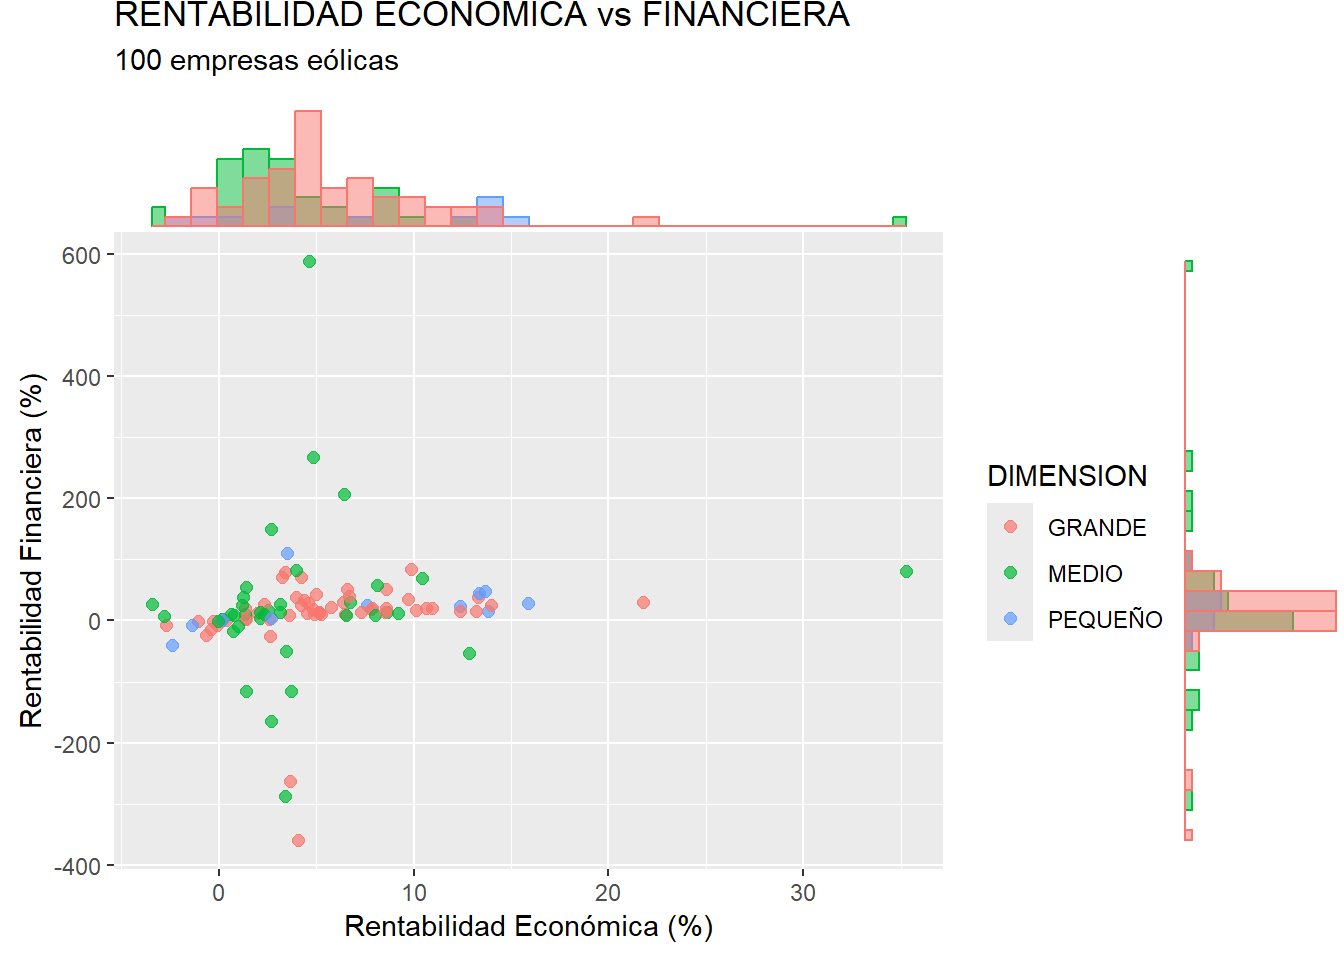 RENTABILIDAD ECONÓMICA vs FINANCIERA
100 empresas eólicas
600
400
200
0
-200
-400
0
10
20
30
Rentabilidad Económica (%)
Rentabilidad Financiera (%)
DIMENSION
GRANDE
MEDIO
PEQUEÑO